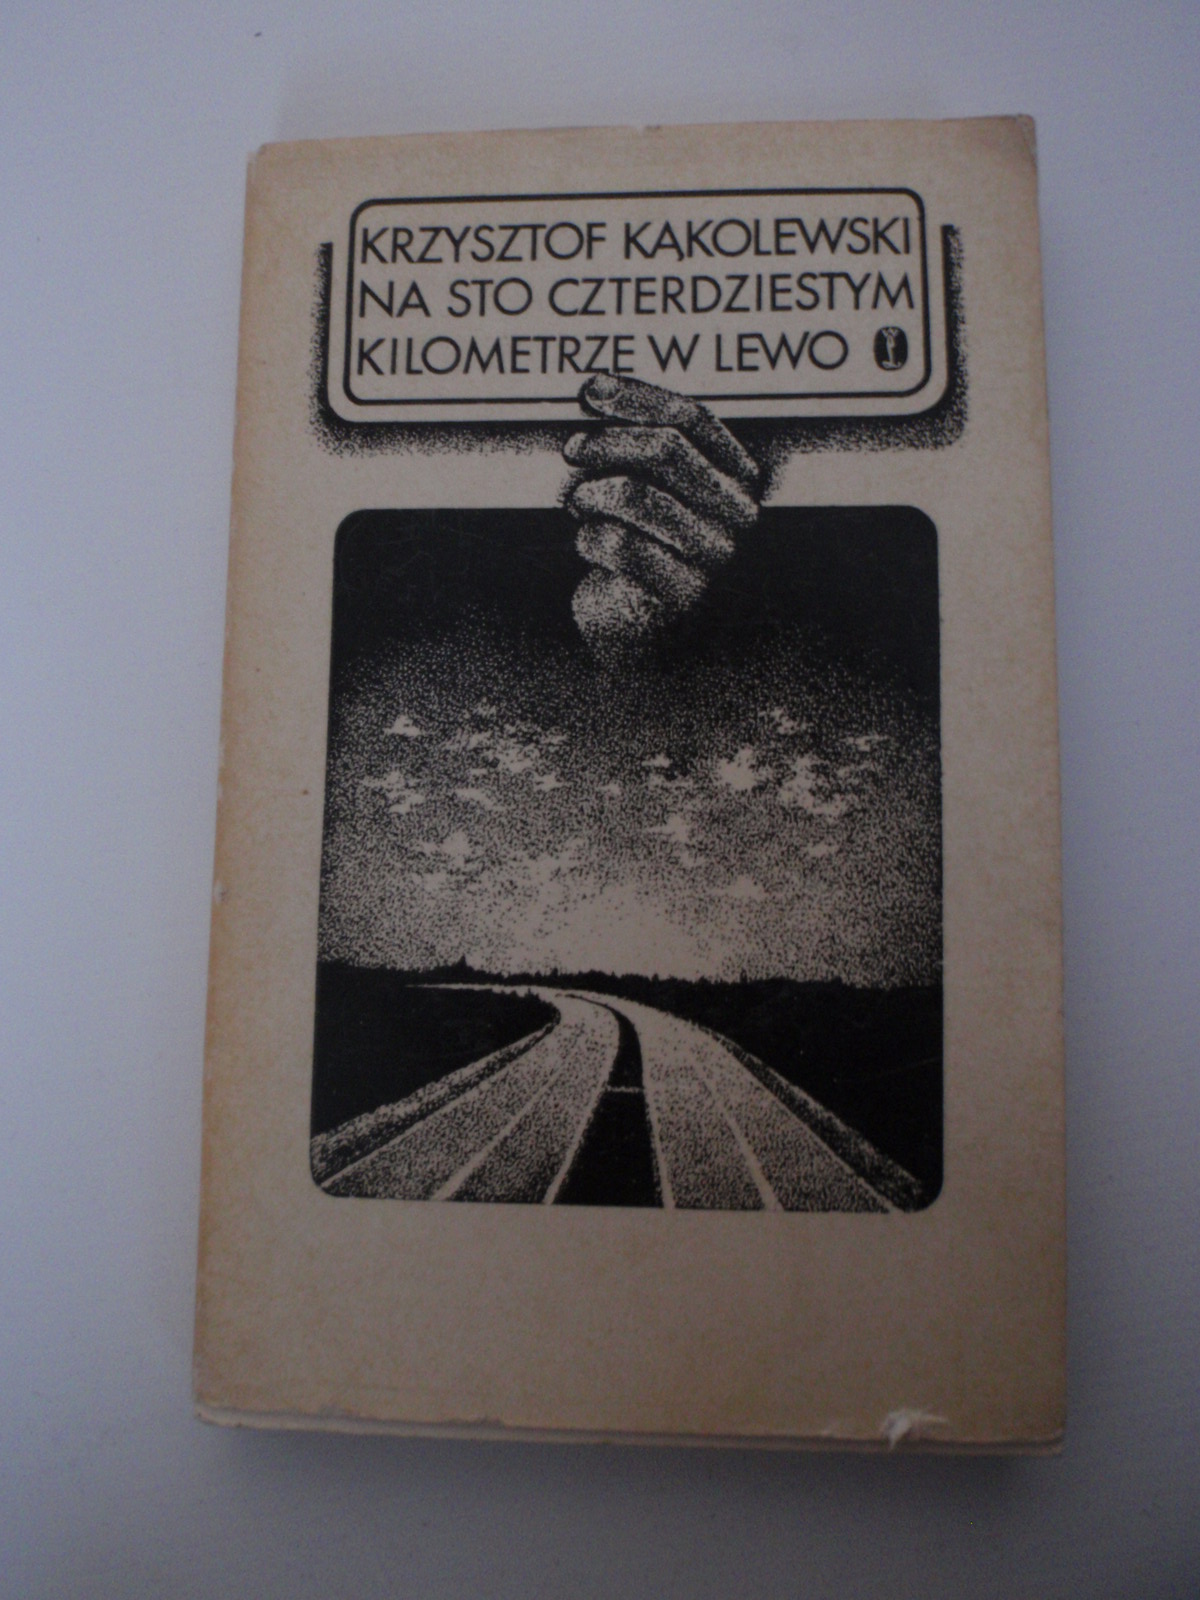 KRZYSZTOF KĄKOLEWSKI
NA STO CZTERDZIESTYM
KILOMETRZE W LEWO